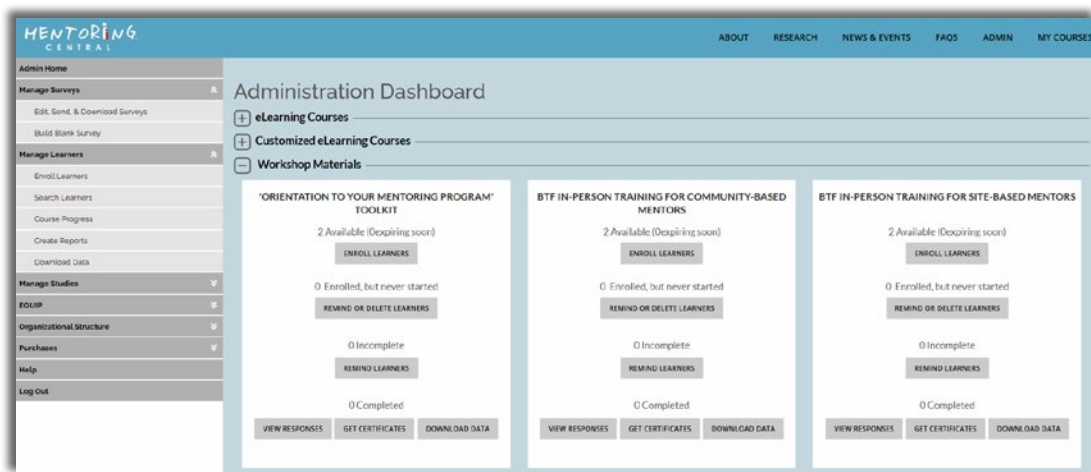 MENTORiNG
CENTRAL
ABOUT RESEARCH NEWS & EVENTS FAQS ADMIN MY COURSES
Admin Home
Manage Surveys
Edit, Send, & Download Surveys
Build Blank Survey
Manage Learners
Enroll Learners
Search Learners
Course Progress
Create Reports
Download Data
Manage Studies
EQUIP
Organizational Structure
Purchases
Help
Log Out
Administration Dashboard
eLearning Courses
Customized eLearning Courses
Workshop Materials
"ORIENTATION TO YOUR MENTORING PROGRAM"
TOOLKIT
2 Available (0expiring soon)
ENROLL LEARNERS
0 Enrolled, but never started
REMIND OR DELETE LEARNERS
0 Incomplete
REMIND LEARNERS
0 Completed
VIEW RESPONSES GET CERTIFICATES DOWNLOAD DATA
BTF IN-PERSON TRAINING FOR COMMUNITY-BASED
MENTORS
2 Available (0expiring soon)
ENROLL LEARNERS
0 Enrolled, but never started
REMIND OR DELETE LEARNERS
0 Incomplete
REMIND LEARNERS
0 Completed
VIEW RESPONSES GET CERTIFICATES DOWNLOAD DATA
BTF IN-PERSON TRAINING FOR SITE-BASED MENTORS
2 Available (0expiring soon)
ENROLL LEARNERS
0 Enrolled, but never started
REMIND OR DELETE LEARNERS
0 Incomplete
REMIND LEARNERS
0 Completed
VIEW RESPONSES GET CERTIFICATES DOWNLOAD DATA